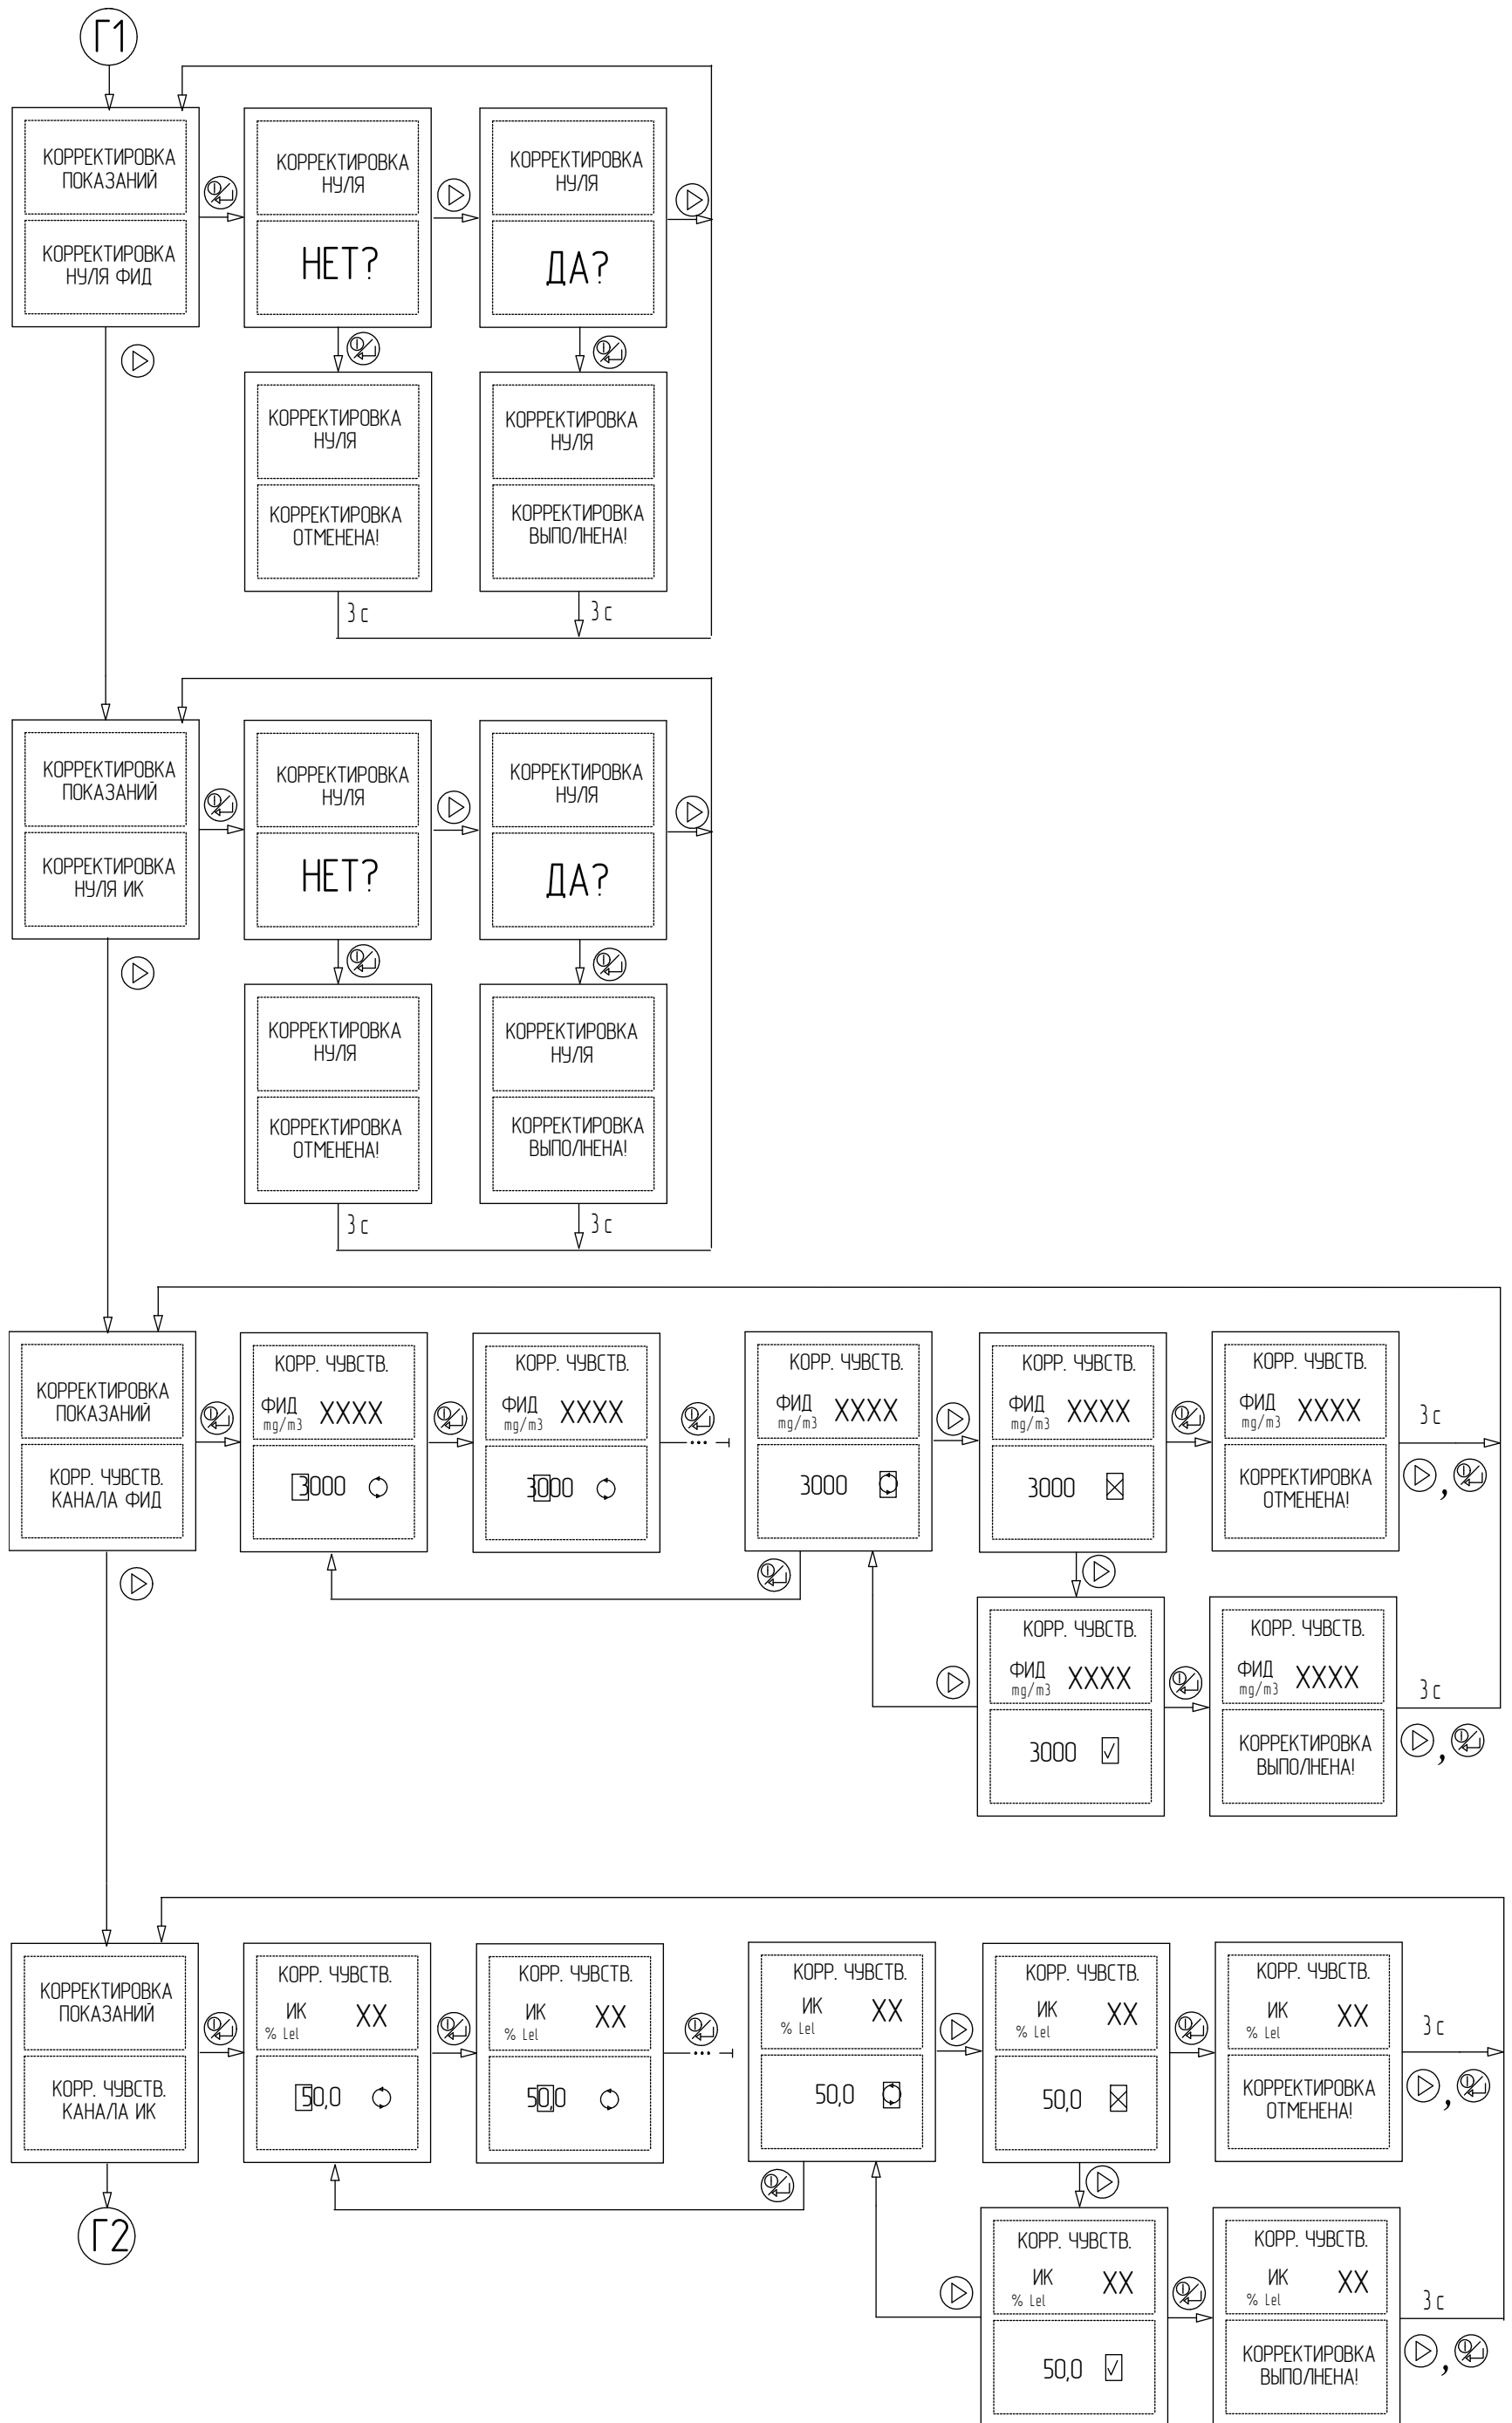 Г1
КОРРЕКТИРОВКА
ПОКАЗАНИЙ
КОРРЕКТИРОВКА
НУЛЯ ФИД
КОРРЕКТИРОВКА
НУЛЯ
НЕТ?
КОРРЕКТИРОВКА
НУЛЯ
ДА?
КОРРЕКТИРОВКА
НУЛЯ
КОРРЕКТИРОВКА
ОТМЕНЕНА!
3 с
КОРРЕКТИРОВКА
НУЛЯ
КОРРЕКТИРОВКА
ВЫПОЛНЕНА!
3 с
КОРРЕКТИРОВКА
ПОКАЗАНИЙ
КОРРЕКТИРОВКА
НУЛЯ ИК
КОРРЕКТИРОВКА
НУЛЯ
НЕТ?
КОРРЕКТИРОВКА
НУЛЯ
ДА?
КОРРЕКТИРОВКА
НУЛЯ
КОРРЕКТИРОВКА
ОТМЕНЕНА!
3 с
КОРРЕКТИРОВКА
НУЛЯ
КОРРЕКТИРОВКА
ВЫПОЛНЕНА!
3 с
КОРРЕКТИРОВКА
ПОКАЗАНИЙ
КОРР. ЧУВСТВ.
КАНАЛА ФИД
КОРР. ЧУВСТВ.
ФИД XXXX
mg/m3
3000
КОРР. ЧУВСТВ.
ФИД XXXX
mg/m3
3000
...
КОРР. ЧУВСТВ.
ФИД XXXX
mg/m3
3000
КОРР. ЧУВСТВ.
ФИД XXXX
mg/m3
3000
КОРР. ЧУВСТВ.
ФИД XXXX
mg/m3
КОРРЕКТИРОВКА
ОТМЕНЕНА!
3 с
,
КОРР. ЧУВСТВ.
ФИД XXXX
mg/m3
3000
КОРР. ЧУВСТВ.
ФИД XXXX
mg/m3
КОРРЕКТИРОВКА
ВЫПОЛНЕНА!
3 с
,
КОРРЕКТИРОВКА
ПОКАЗАНИЙ
КОРР. ЧУВСТВ.
КАНАЛА ИК
КОРР. ЧУВСТВ.
ИК XX
% Lel
50,0
КОРР. ЧУВСТВ.
ИК XX
% Lel
50,0
...
КОРР. ЧУВСТВ.
ИК XX
% Lel
50,0
КОРР. ЧУВСТВ.
ИК XX
% Lel
50,0
КОРР. ЧУВСТВ.
ИК XX
% Lel
КОРРЕКТИРОВКА
ОТМЕНЕНА!
3 с
,
Г2
КОРР. ЧУВСТВ.
ИК XX
% Lel
50,0
КОРР. ЧУВСТВ.
ИК XX
% Lel
КОРРЕКТИРОВКА
ВЫПОЛНЕНА!
3 с
,